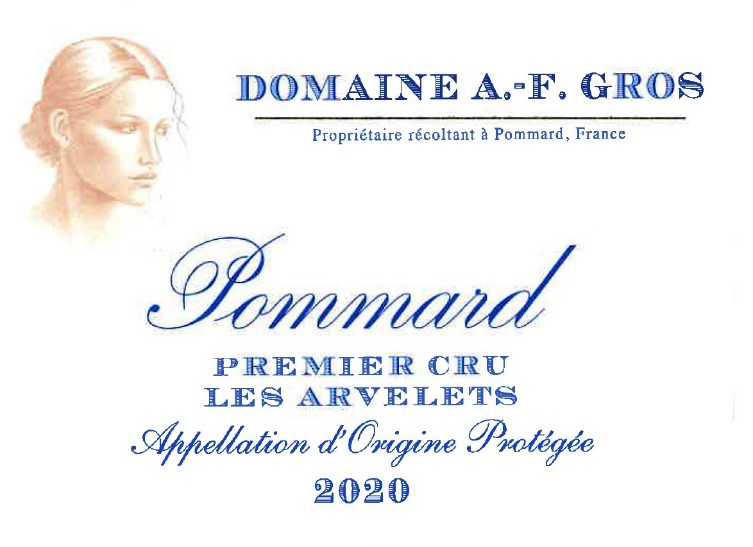 DOMAINE A.-F. GROS
Propriétaire récoltant à Pommard, France
Pommard
PREMIER CRU
LES ARVELETS
Appellation d'Origine Protégée
2020